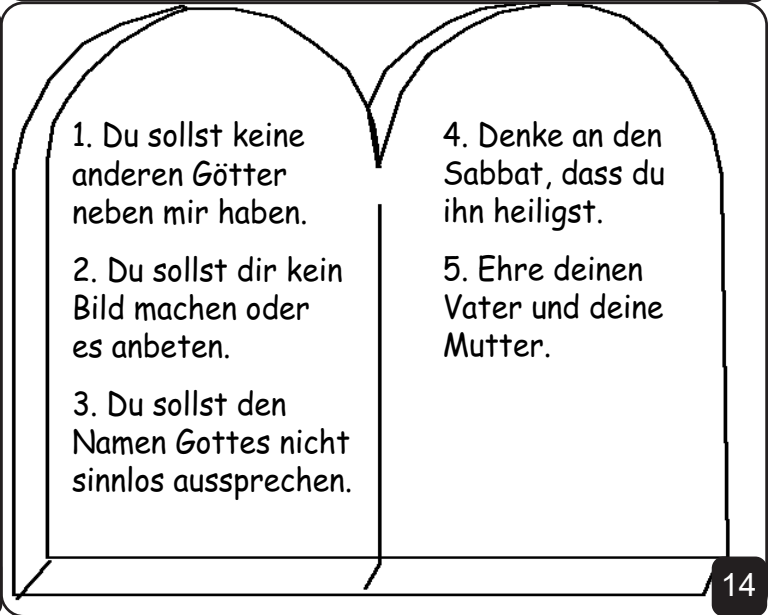 1. Du sollst keine
anderen Götter
neben mir haben.
2. Du sollst dir kein
Bild machen oder
es anbeten.
3. Du sollst den
Namen Gottes nicht
sinnlos aussprechen.
4. Denke an den
Sabbat, dass du
ihn heiligst.
5. Ehre deinen
Vater und deine
Mutter.
14